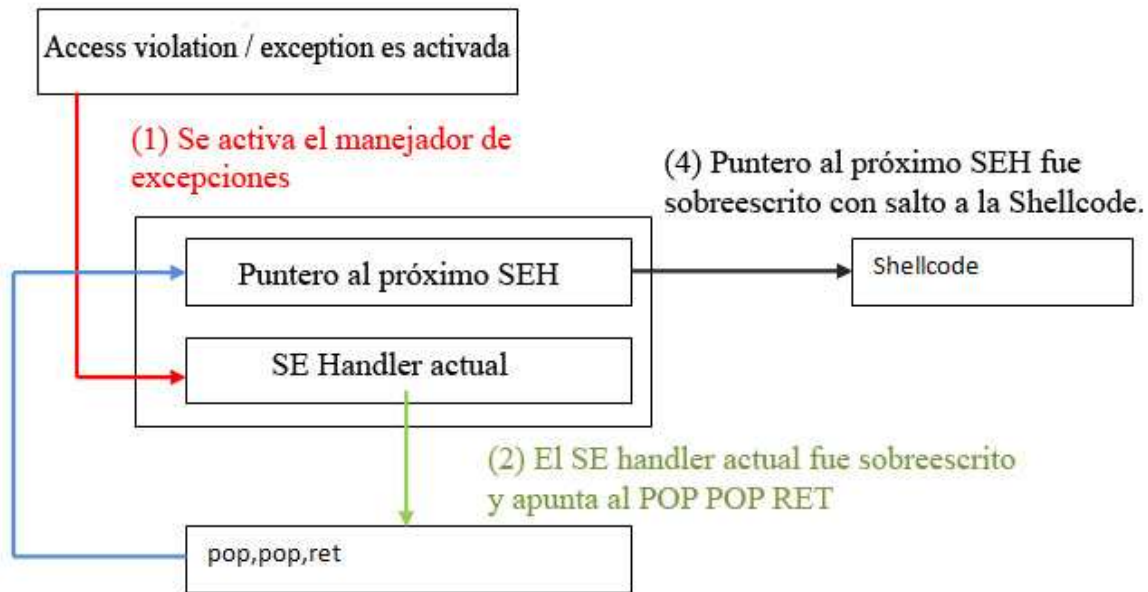 Access violation / exception es activada
(1) Se activa el manejador de
excepciones
(4) Puntero al próximo SEH fue
sobreescrito con salto a la Shellcode.
Puntero al próximo SEH
Shellcode
SE Handler actual
(2) El SE handler actual fue sobreescrito
y apunta al POP POP RET
pop,pop,ret